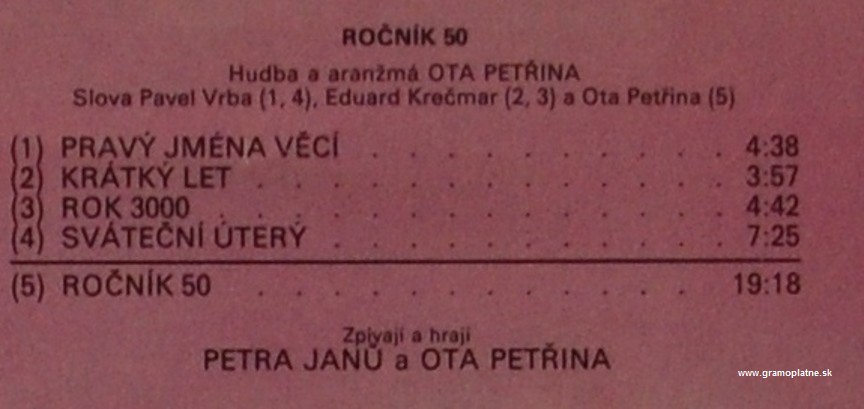 ROČNÍK 50
Hudba a aranžmá OTA PETŘINA
Slova Pavel Vrba (1, 4), Eduard Krečmar (2, 3) a Ota Petřina (5)
(1) PRAVÝ JMÉNA VĚCÍ . . . . . . . . . . . . 4:38
(2) KRÁTKÝ LET . . . . . . . . . . . . . 3:57
(3) ROK 3000 . . . . . . . . . . . . . . 4:42
(4) SVÁTEČNÍ ÚTERÝ . . . . . . . . . . . 7:25
(5) ROČNÍK 50 . . . . . . . . . . . . 19:18
Zpívají a hrají
PETRA JANŮ a OTA PETŘINA
www.gramoplatne.sk